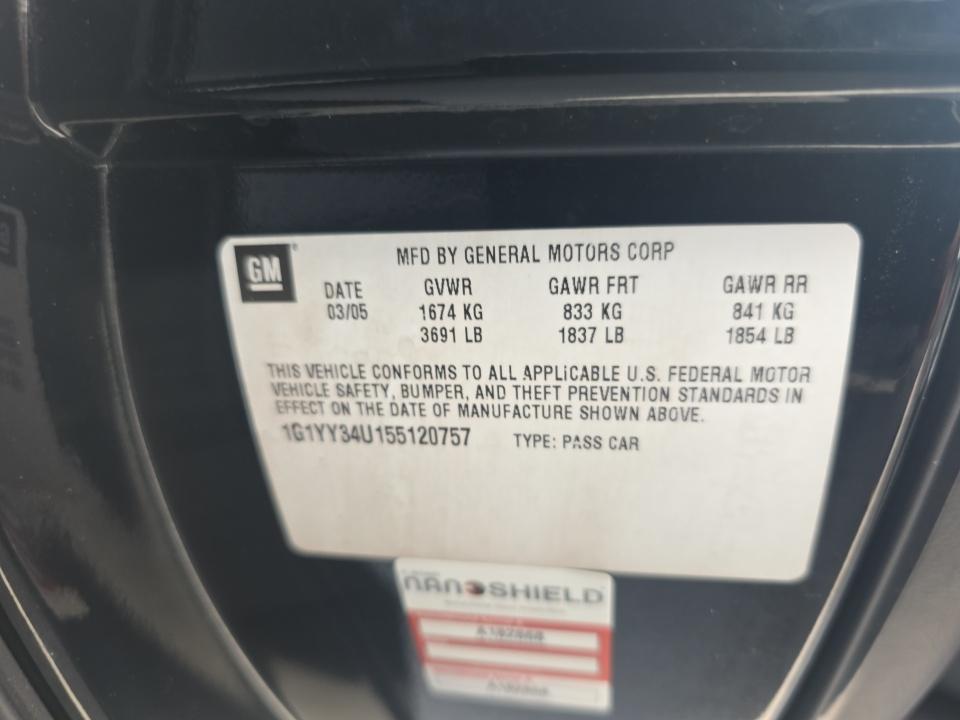 GM
MFD BY GENERAL MOTORS CORP
DATE GVWR GAWR FRT GAWR RR
03/05 1674 KG 833 KG 841 KG
3691 LB 1837 LB 1854 LB
THIS VEHICLE CONFORMS TO ALL APPLICABLE U.S. FEDERAL MOTOR
VEHICLE SAFETY, BUMPER, AND THEFT PREVENTION STANDARDS IN
EFFECT ON THE DATE OF MANUFACTURE SHOWN ABOVE.
1G1YY34U155120757 TYPE: PASS CAR
NANOSHIELD